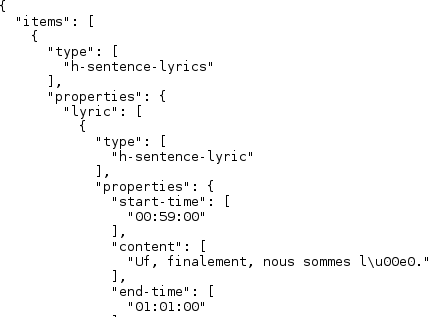 {
  "items": [
    {
      "type": [
        "h-sentence-lyrics"
      ],
      "properties": {
        "lyric": [
          {
            "type": [
              "h-sentence-lyric"
            ],
            "properties": {
              "start-time": [
                "00:59:00"
              ],
              "content": [
                "Uf, finalement, nous sommes l\u00e0."
              ],
              "end-time": [
                "01:01:00"